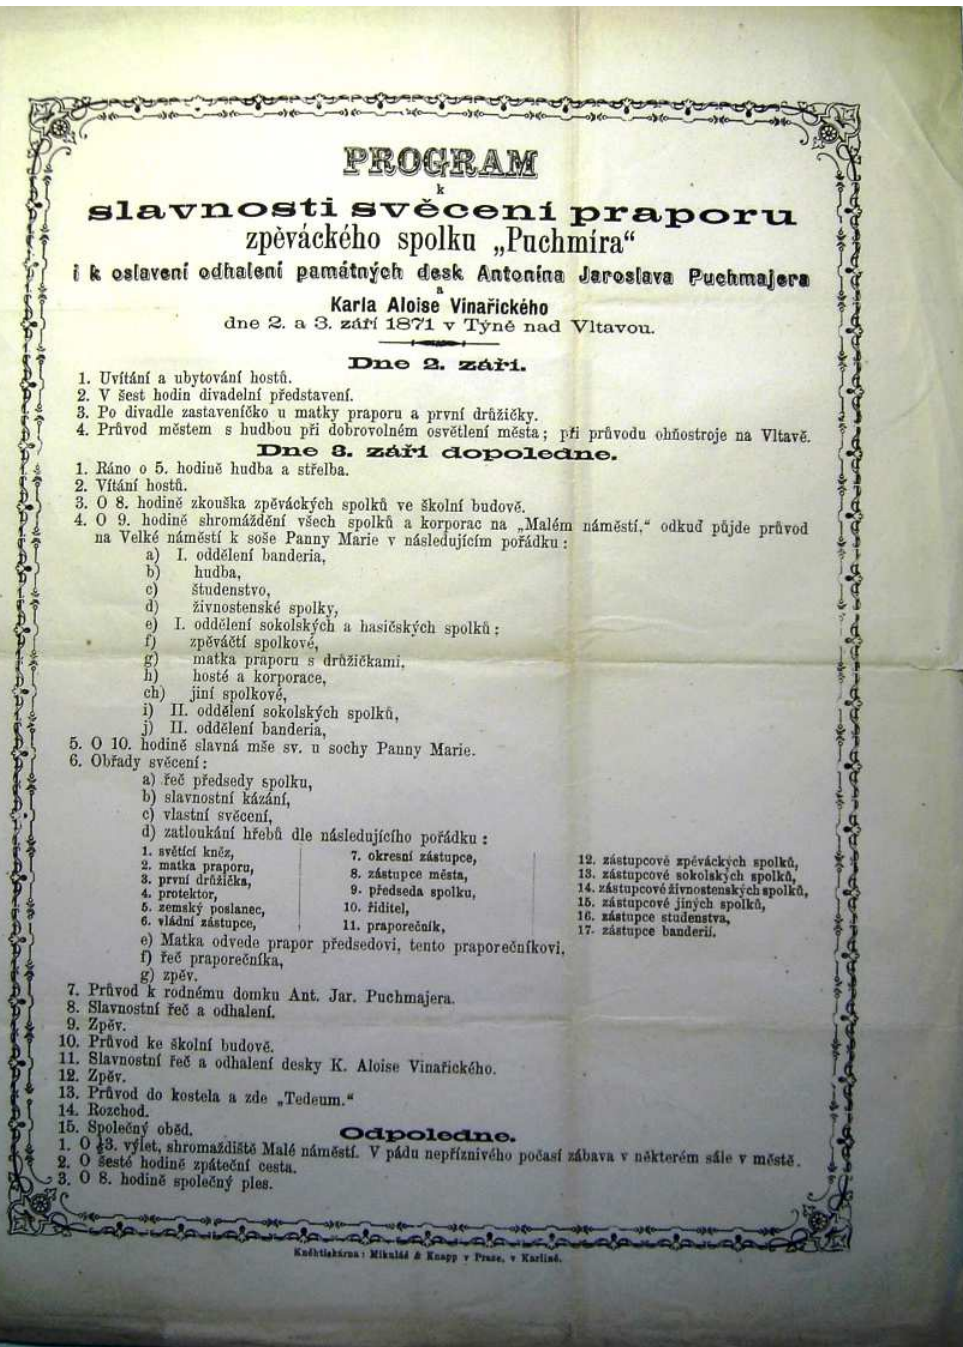 PROGRAM
k
slavnosti svěcení praporu
zpěváckého spolku „Puchmíra“
i k oslavení odhalení památných desk Antonína Jaroslava Puchmajera
a
Karla Aloise Vinařického
dne 2. a 3. září 1871 v Týně nad Vltavou.
Dne 2. září.
1. Uvítání a ubytování hostů.
2. V šest hodin divadelní představení.
3. Po divadle zastaveníčko u matky praporu a první družičky.
4. Průvod městem s hudbou při dobrovolném osvětlení města; při průvodu ohňostroje na Vltavě.
Dne 3. září dopoledne.
1. Ráno o 5. hodině hudba a střelba.
2. Vítání hostů.
3. O 8. hodině zkouška zpěváckých spolků ve školní budově.
4. O 9. hodině shromáždění všech spolků a korporac na „Malém náměstí,“ odkud půjde průvod
na Velké náměstí k soše Panny Marie v následujícím pořádku:
a) I. oddělení banderia,
b) hudba,
c) študenstvo,
d) živnostenské spolky,
e) I. oddělení sokolských a hasičských spolků:
f) zpěváčtí spolkové,
g) matka praporu s drůžičkami,
h) hosté a korporace,
ch) jiní spolkové,
i) II. oddělení sokolských spolků,
j) II. oddělení banderia,
5. O 10. hodině slavná mše sv. u sochy Panny Marie.
6. Obřady svěcení:
a) řeč předsedy spolku,
b) slavnostní kázání,
c) vlastní svěcení,
d) zatloukání hřebů dle následujícího pořádku:
1. světící kněz,
2. matka praporu,
3. první drůžička,
4. protektor,
5. zemský poslanec,
6. vládní zástupce,
7. okresní zástupce,
8. zástupce města,
9. předseda spolku,
10. řiditel,
11. praporečník,
12. zástupcové zpěváckých spolků,
13. zástupcové sokolských spolků,
14. zástupcové živnostenských spolků,
15. zástupcové jiných spolků,
16. zástupce studenstva,
17. zástupce banderií.
e) Matka odvede prapor předsedovi, tento praporečníkovi,
f) řeč praporečníka,
g) zpěv.
7. Průvod k rodnému domku Ant. Jar. Puchmajera.
8. Slavnostní řeč a odhalení.
9. Zpěv.
10. Průvod ke školní budově.
11. Slavnostní řeč a odhalení desky K. Aloise Vinařického.
12. Zpěv.
13. Průvod do kostela a zde „Tedeum.“
14. Rozchod.
15. Společný oběd.
Odpoledne.
1. O ½3. výlet, shromaždiště Malé náměstí. V pádu nepříznivého počasí zábava v některém sále v městě.
2. O šesté hodině zpáteční cesta.
3. O 8. hodině společný ples.
Kněhtiskárna: Mikuláš & Knapp v Praze, v Karlíně.